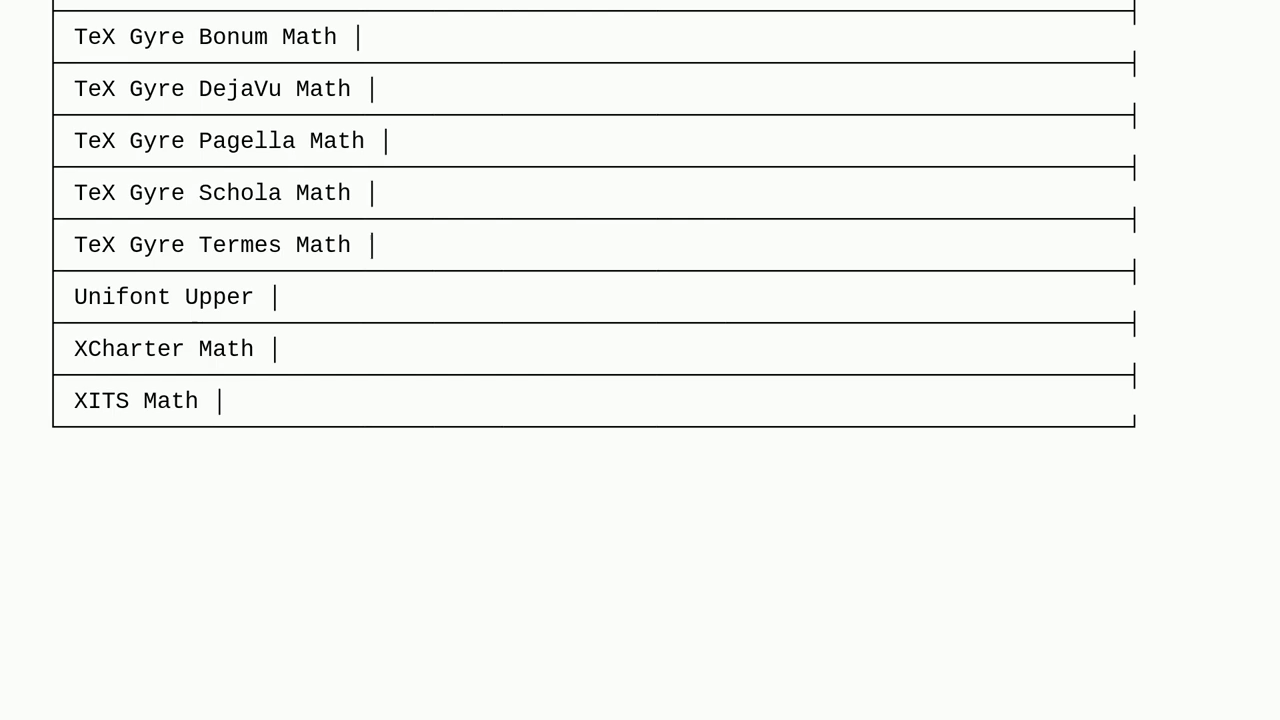 TeX Gyre Bonum Math
TeX Gyre DejaVu Math
TeX Gyre Pagella Math
TeX Gyre Schola Math
TeX Gyre Termes Math
Unifont Upper
XCharter Math
XITS Math